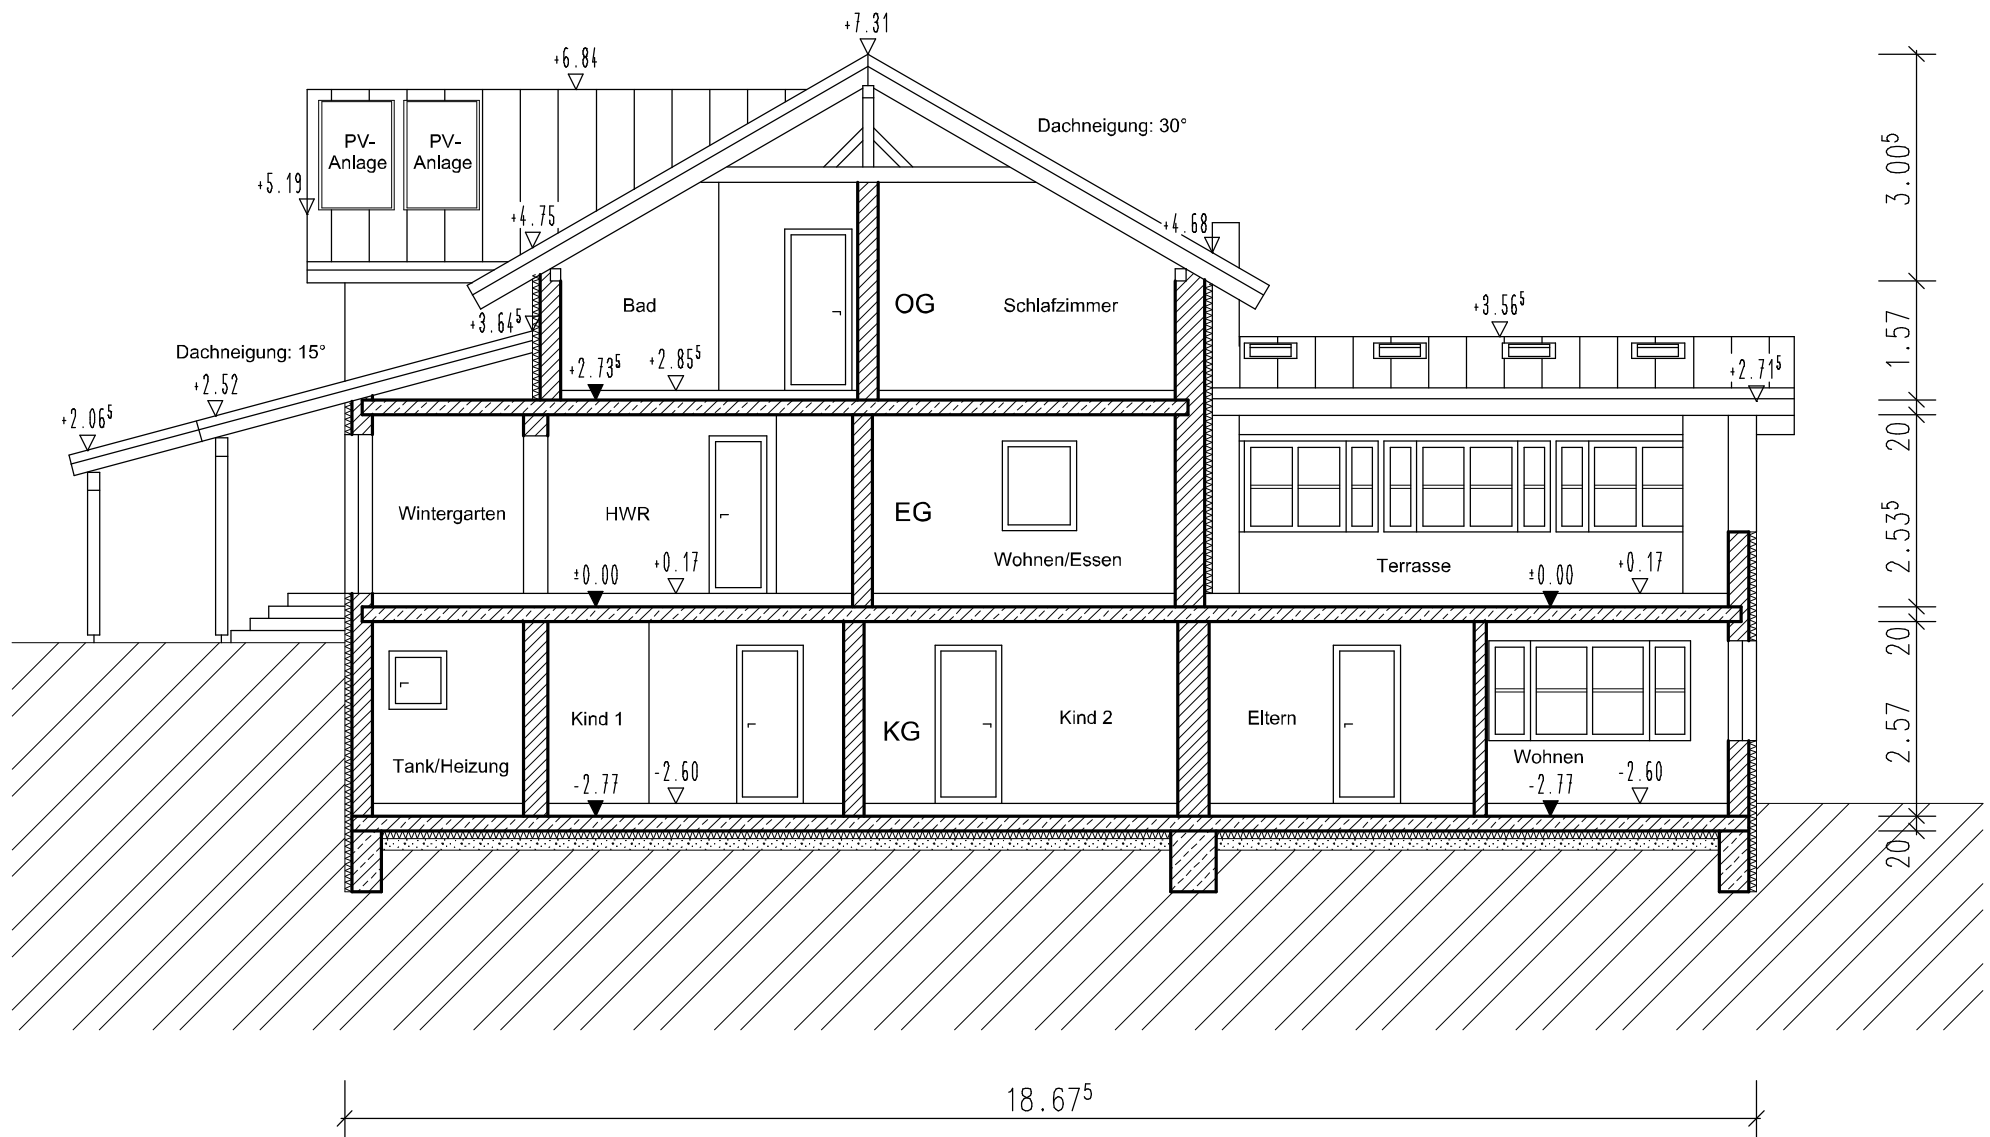 +7.31
+6.84
PV-
Anlage
PV-
Anlage
Dachneigung: 30°
+5.19
+4.75
+4.68
3.00⁵
Bad
OG
Schlafzimmer
+3.64⁵
+3.56⁵
Dachneigung: 15°
+2.73⁵
+2.85⁵
+2.71⁵
1.57
+2.52
+2.06⁵
20
Wintergarten
HWR
EG
Wohnen/Essen
Terrasse
2.53⁵
±0.00
+0.17
±0.00
+0.17
20
Kind 1
KG
Kind 2
Eltern
Wohnen
2.57
Tank/Heizung
-2.77
-2.60
-2.77
-2.60
20
18.67⁵